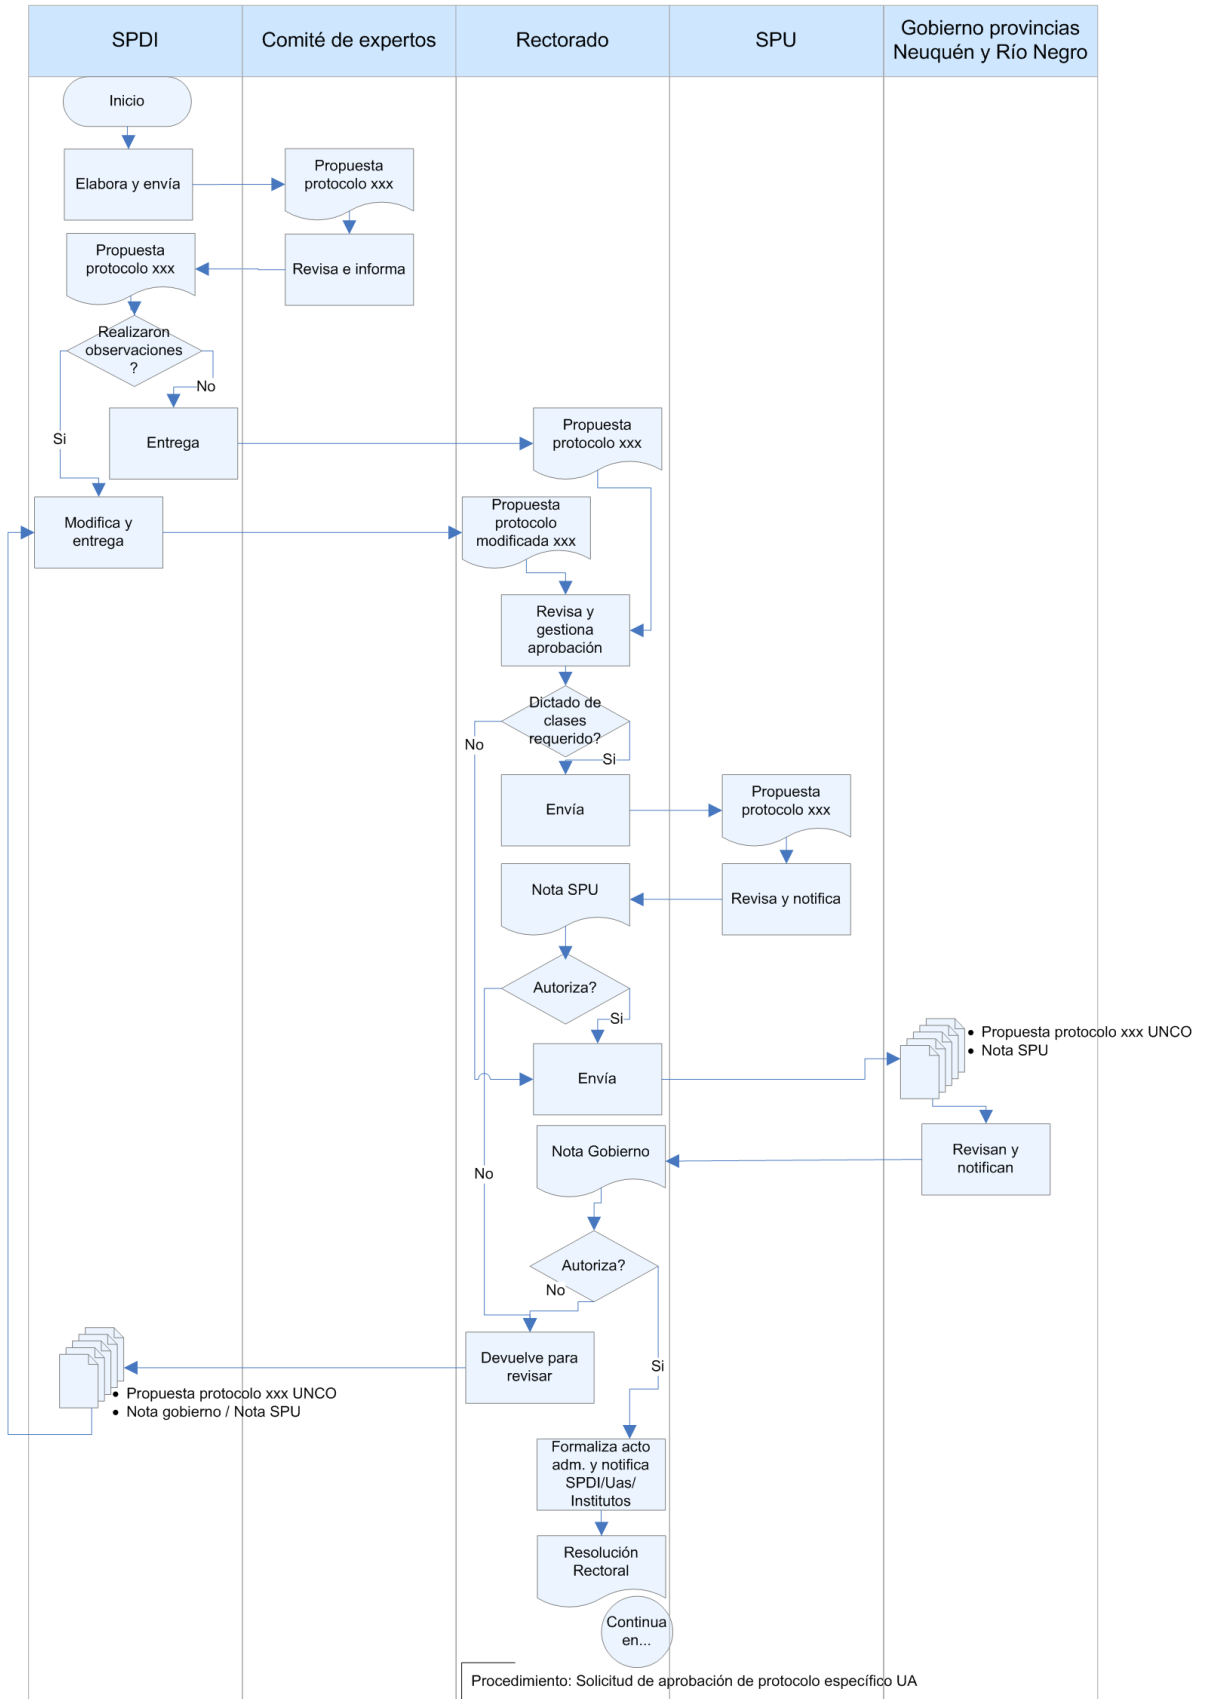 SPDI
Comité de expertos
Rectorado
SPU
Gobierno provincias
Neuquén y Río Negro
Inicio
Elabora y envía
Propuesta
protocolo xxx
Propuesta
protocolo xxx
Revisa e informa
Realizaron
observaciones
?
No
Si
Entrega
Propuesta
protocolo xxx
Modifica y
entrega
Propuesta
protocolo
modificada xxx
Revisa y
gestiona
aprobación
Dictado de
clases
requerido?
No
Si
Envía
Propuesta
protocolo xxx
Nota SPU
Revisa y notifica
Autoriza?
Si
Envía
• Propuesta protocolo xxx UNCO
• Nota SPU
Nota Gobierno
Revisan y
notifican
No
Autoriza?
No
Si
Devuelve para
revisar
• Propuesta protocolo xxx UNCO
• Nota gobierno / Nota SPU
Formaliza acto
adm. y notifica
SPDI/Uas/
Institutos
Resolución
Rectoral
Continua
en...
Procedimiento: Solicitud de aprobación de protocolo específico UA